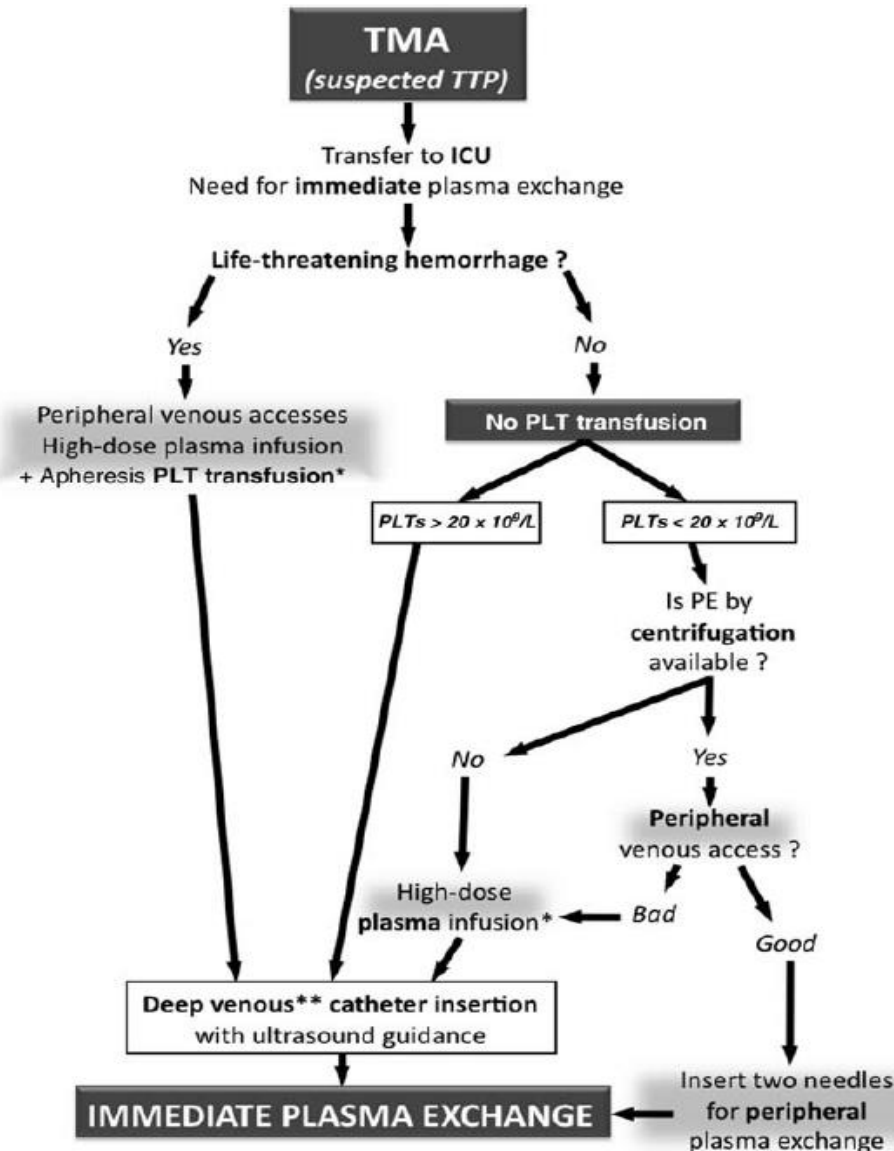 TMA
(suspected TTP)
Transfer to ICU
Need for immediate plasma exchange
Life-threatening hemorrhage ?
Yes
No
Peripheral venous accesses
High-dose plasma infusion
+ Apheresis PLT transfusion*
No PLT transfusion
PLTs > 20 x 10⁹/L
PLTs < 20 x 10⁹/L
Is PE by
centrifugation
available ?
No
Yes
Peripheral
venous access ?
High-dose
plasma infusion*
Bad
Good
Deep venous** catheter insertion
with ultrasound guidance
Insert two needles
for peripheral
plasma exchange
IMMEDIATE PLASMA EXCHANGE